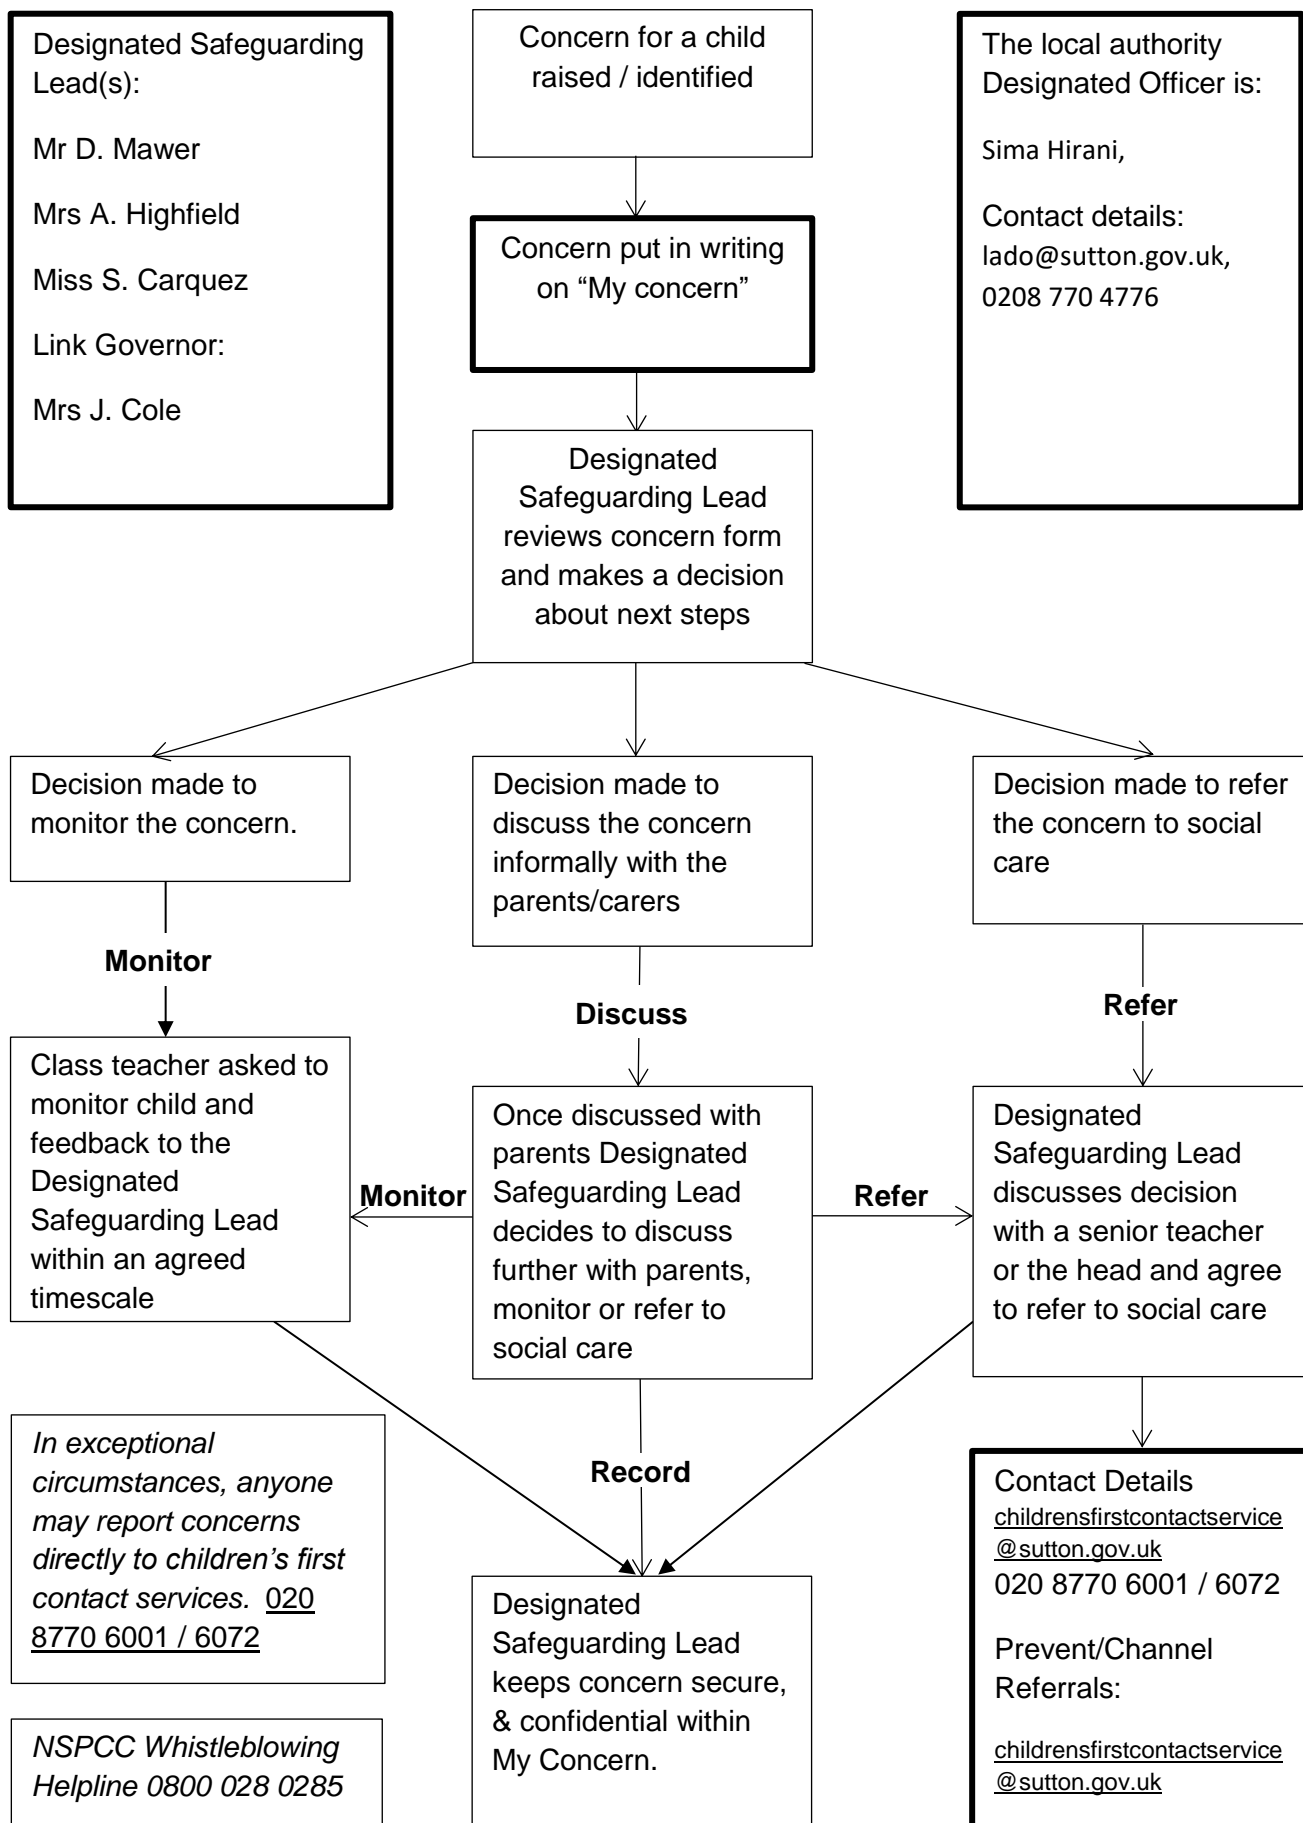 Designated Safeguarding
Lead(s):
Mr D. Mawer
Mrs A. Highfield
Miss S. Carquez
Link Governor:
Mrs J. Cole
Concern for a child
raised / identified
The local authority
Designated Officer is:
Sima Hirani,
Contact details:
lado@sutton.gov.uk,
0208 770 4776
Concern put in writing
on “My concern”
Designated
Safeguarding Lead
reviews concern form
and makes a decision
about next steps
Decision made to
monitor the concern.
Decision made to
discuss the concern
informally with the
parents/carers
Decision made to refer
the concern to social
care
Monitor
Discuss
Refer
Class teacher asked to
monitor child and
feedback to the
Designated
Safeguarding Lead
within an agreed
timescale
Monitor
Once discussed with
parents Designated
Safeguarding Lead
decides to discuss
further with parents,
monitor or refer to
social care
Refer
Designated
Safeguarding Lead
discusses decision
with a senior teacher
or the head and agree
to refer to social care
In exceptional
circumstances, anyone
may report concerns
directly to children’s first
contact services. 020
8770 6001 / 6072
Record
Contact Details
childrensfirstcontactservice
@sutton.gov.uk
020 8770 6001 / 6072
Prevent/Channel
Referrals:
childrensfirstcontactservice
@sutton.gov.uk
Designated
Safeguarding Lead
keeps concern secure,
& confidential within
My Concern.
NSPCC Whistleblowing
Helpline 0800 028 0285